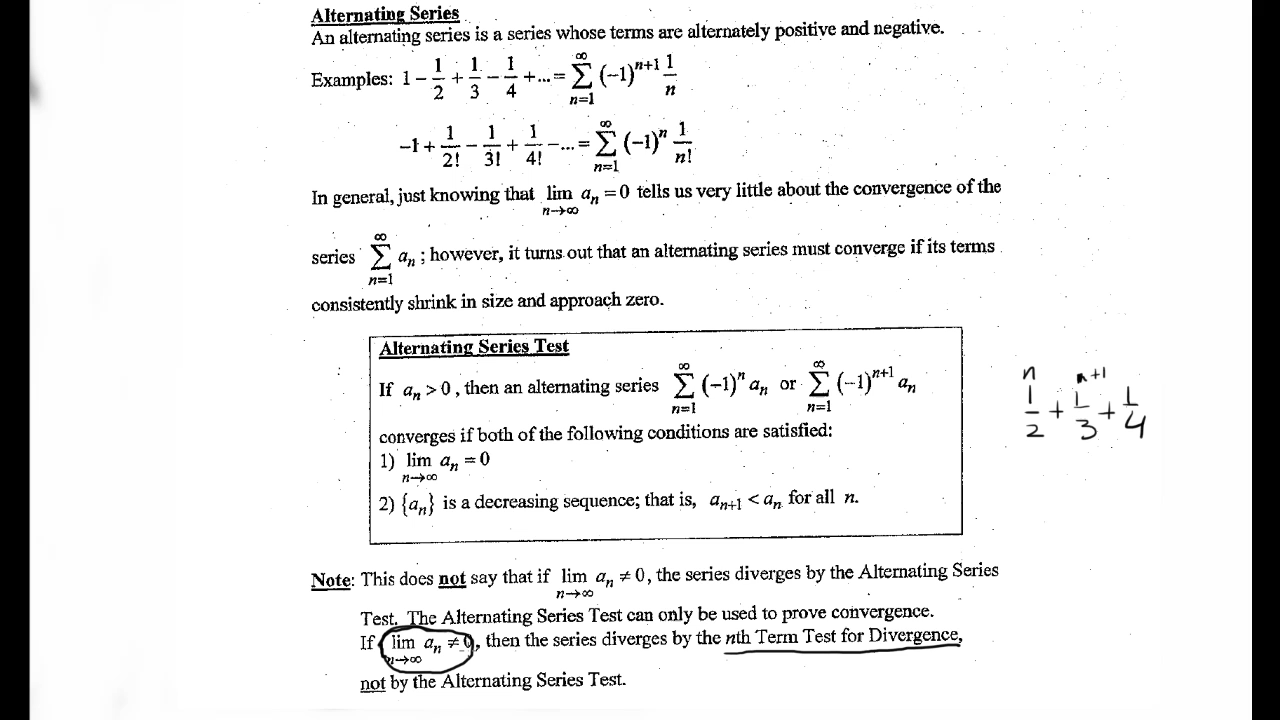 Alternating Series
An alternating series is a series whose terms are alternately positive and negative.
Examples: 1 − 1/2 + 1/3 − 1/4 + ... = ∑_{n=1}^{∞} (−1)^{n+1} 1/n
−1 + 1/2! − 1/3! + 1/4! − ... = ∑_{n=1}^{∞} (−1)^n 1/n!
In general, just knowing that lim_{n→∞} a_n = 0 tells us very little about the convergence of the
series ∑_{n=1}^{∞} a_n ; however, it turns out that an alternating series must converge if its terms
consistently shrink in size and approach zero.
Alternating Series Test
If a_n > 0, then an alternating series ∑_{n=1}^{∞} (−1)^n a_n or ∑_{n=1}^{∞} (−1)^{n+1} a_n
converges if both of the following conditions are satisfied:
1) lim_{n→∞} a_n = 0
2) {a_n} is a decreasing sequence; that is, a_{n+1} < a_n for all n.
n n+1
1/2 + 1/3 + 1/4
Note: This does not say that if lim_{n→∞} a_n ≠ 0, the series diverges by the Alternating Series
Test. The Alternating Series Test can only be used to prove convergence.
If lim_{n→∞} a_n ≠ 0, then the series diverges by the nth Term Test for Divergence,
not by the Alternating Series Test.